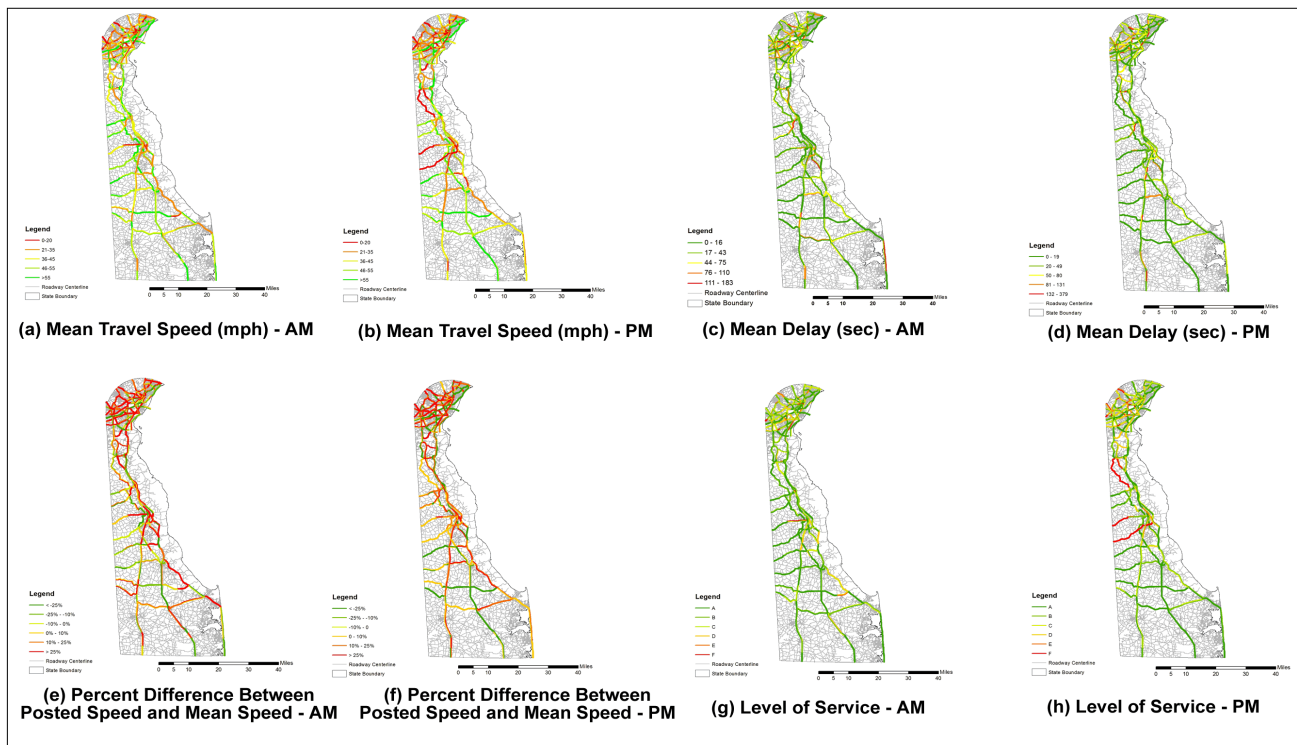 Legend
0-20
21-35
36-45
46-55
>55
Roadway Centerline
State Boundary
Miles
0 5 10 20 30 40
(a) Mean Travel Speed (mph) - AM
Legend
0-20
21-35
36-45
46-55
>55
Roadway Centerline
State Boundary
Miles
0 5 10 20 30 40
(b) Mean Travel Speed (mph) - PM
Legend
0 - 16
17 - 43
44 - 75
76 - 110
111 - 183
Roadway Centerline
State Boundary
Miles
0 5 10 20 30 40
(c) Mean Delay (sec) - AM
Legend
0 - 19
20 - 49
50 - 80
81 - 131
132 - 379
Roadway Centerline
State Boundary
Miles
0 5 10 20 30 40
(d) Mean Delay (sec) - PM
Legend
< -25%
-25% - -10%
-10% - 0%
0% - 10%
10% - 25%
> 25%
Roadway Centerline
State Boundary
Miles
0 5 10 20 30 40
(e) Percent Difference Between
Posted Speed and Mean Speed - AM
Legend
< -25%
-25% - -10%
-10% - 0
0 - 10%
10% - 25%
> 25%
Roadway Centerline
State Boundary
Miles
0 5 10 20 30 40
(f) Percent Difference Between
Posted Speed and Mean Speed - PM
Legend
A
B
C
D
E
F
Roadway Centerline
State Boundary
Miles
0 5 10 20 30 40
(g) Level of Service - AM
Legend
A
B
C
D
E
F
Roadway Centerline
State Boundary
Miles
0 5 10 20 30 40
(h) Level of Service - PM